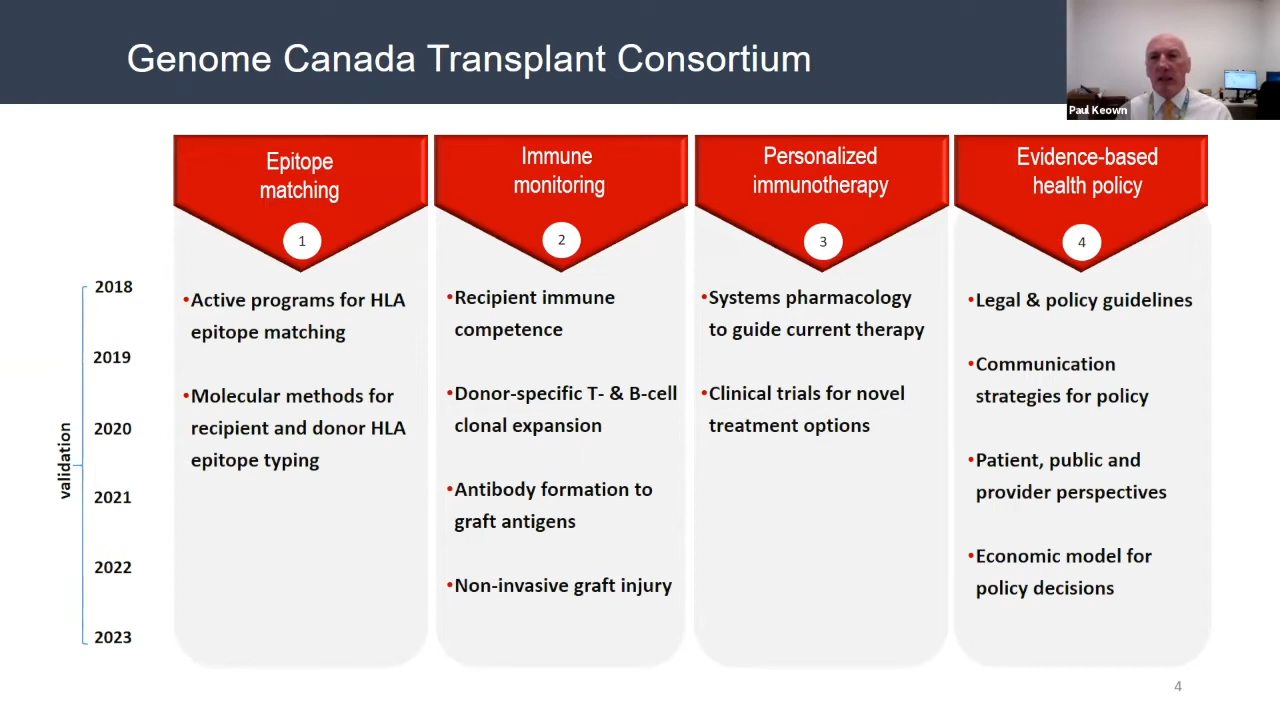 Genome Canada Transplant Consortium
Paul Keown
Epitope
matching
1
Immune
monitoring
2
Personalized
immunotherapy
3
Evidence-based
health policy
4
validation
2018
2019
2020
2021
2022
2023
•Active programs for HLA
epitope matching
•Molecular methods for
recipient and donor HLA
epitope typing
•Recipient immune
competence
•Donor-specific T- & B-cell
clonal expansion
•Antibody formation to
graft antigens
•Non-invasive graft injury
•Systems pharmacology
to guide current therapy
•Clinical trials for novel
treatment options
•Legal & policy guidelines
•Communication
strategies for policy
•Patient, public and
provider perspectives
•Economic model for
policy decisions
4